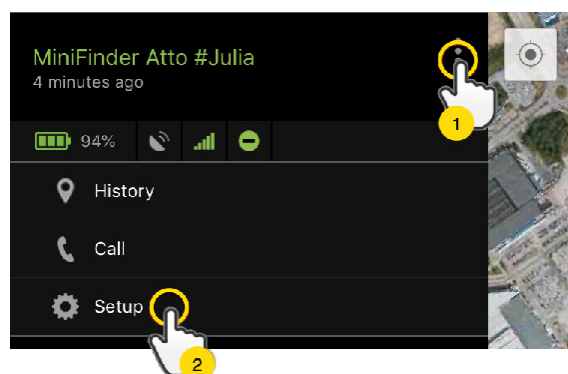 MiniFinder Atto #Julia
4 minutes ago
1
94%
History
Call
Setup
2